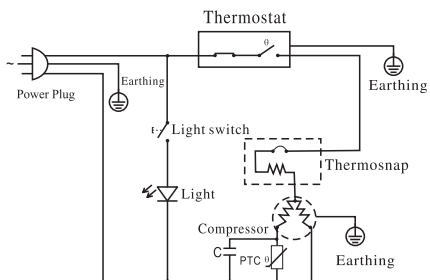 Thermostat
θ
~
Earthing
Earthing
Power Plug
Light switch
Thermosnap
Light
Compressor
C
PTC θ
Earthing